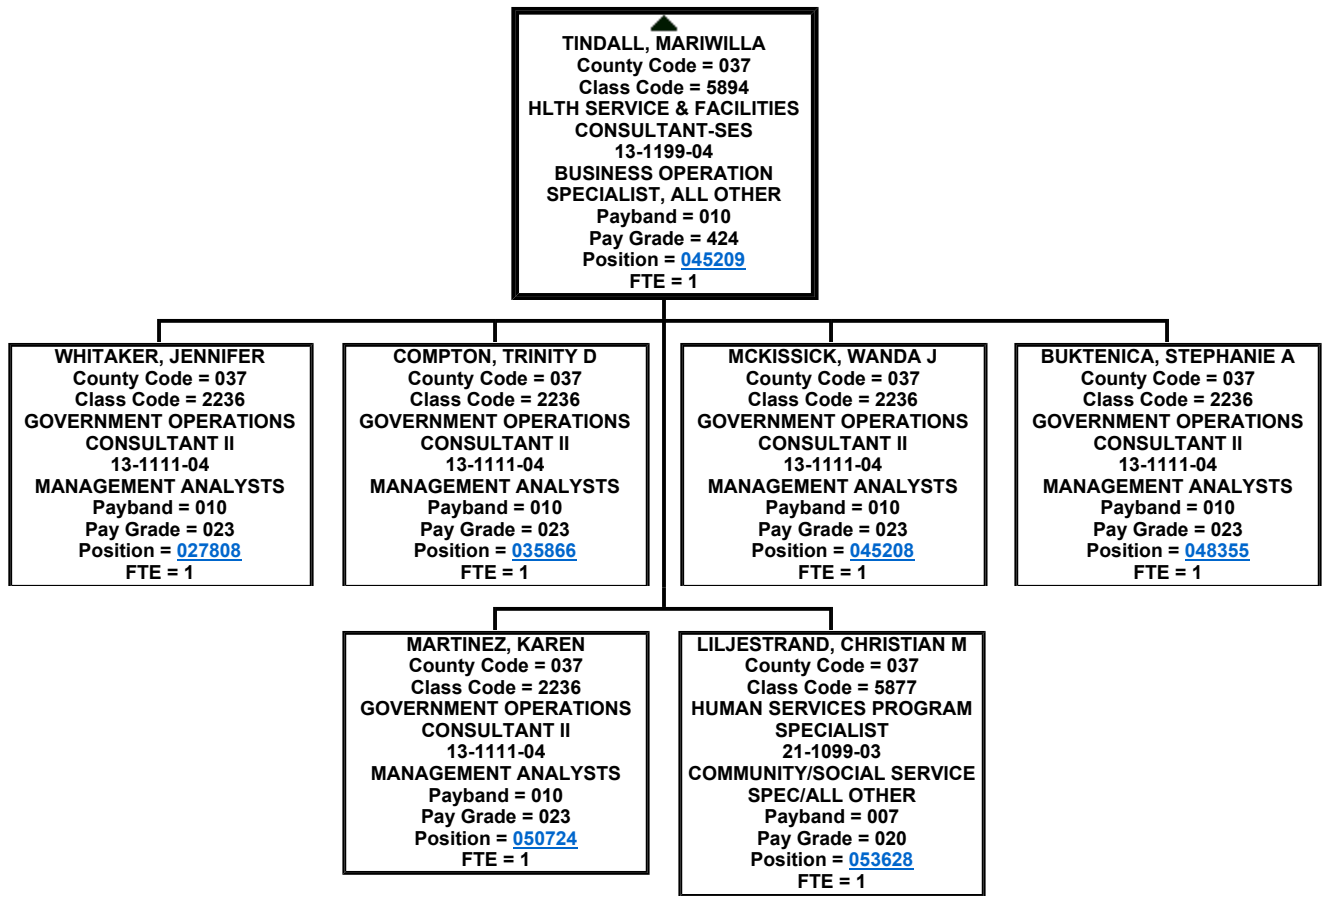 TINDALL, MARIWILLA
County Code = 037
Class Code = 5894
HLTH SERVICE & FACILITIES
CONSULTANT-SES
13-1199-04
BUSINESS OPERATION
SPECIALIST, ALL OTHER
Payband = 010
Pay Grade = 424
Position = 045209
FTE = 1
WHITAKER, JENNIFER
County Code = 037
Class Code = 2236
GOVERNMENT OPERATIONS
CONSULTANT II
13-1111-04
MANAGEMENT ANALYSTS
Payband = 010
Pay Grade = 023
Position = 027808
FTE = 1
COMPTON, TRINITY D
County Code = 037
Class Code = 2236
GOVERNMENT OPERATIONS
CONSULTANT II
13-1111-04
MANAGEMENT ANALYSTS
Payband = 010
Pay Grade = 023
Position = 035866
FTE = 1
MCKISSICK, WANDA J
County Code = 037
Class Code = 2236
GOVERNMENT OPERATIONS
CONSULTANT II
13-1111-04
MANAGEMENT ANALYSTS
Payband = 010
Pay Grade = 023
Position = 045208
FTE = 1
BUKTENICA, STEPHANIE A
County Code = 037
Class Code = 2236
GOVERNMENT OPERATIONS
CONSULTANT II
13-1111-04
MANAGEMENT ANALYSTS
Payband = 010
Pay Grade = 023
Position = 048355
FTE = 1
MARTINEZ, KAREN
County Code = 037
Class Code = 2236
GOVERNMENT OPERATIONS
CONSULTANT II
13-1111-04
MANAGEMENT ANALYSTS
Payband = 010
Pay Grade = 023
Position = 050724
FTE = 1
LILJESTRAND, CHRISTIAN M
County Code = 037
Class Code = 5877
HUMAN SERVICES PROGRAM
SPECIALIST
21-1099-03
COMMUNITY/SOCIAL SERVICE
SPEC/ALL OTHER
Payband = 007
Pay Grade = 020
Position = 053628
FTE = 1